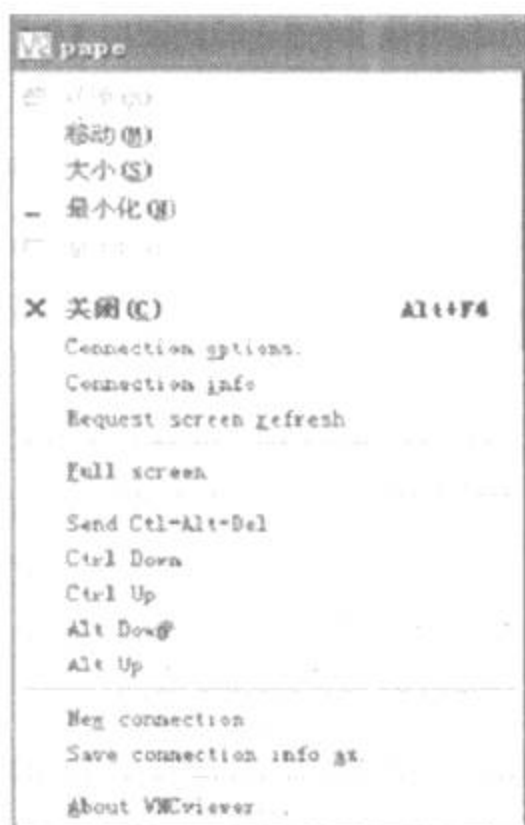 pape
移动(M)
大小(S)
最小化(N)
关闭(C) Alt+F4
Connection options.
Connection info
Request screen refresh
Full screen
Send Ctl-Alt-Del
Ctrl Down
Ctrl Up
Alt Down
Alt Up
New connection
Save connection info as.
About VNCviewer...